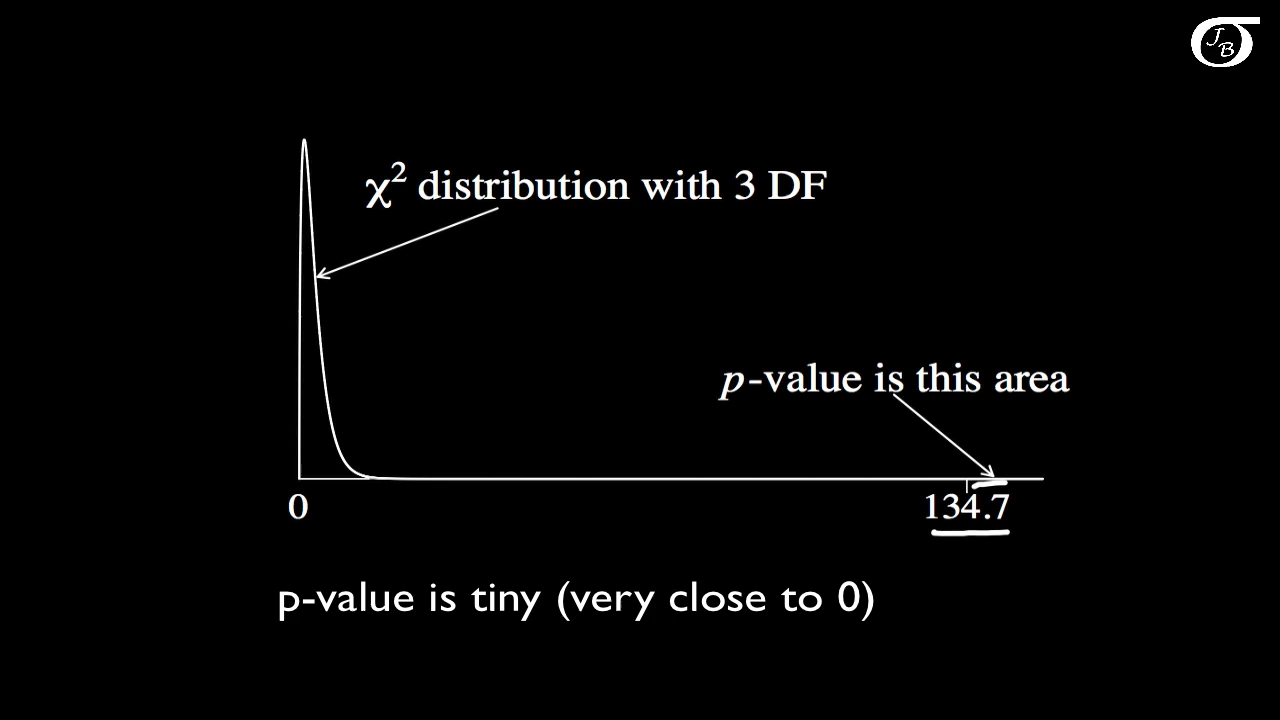 JB
χ² distribution with 3 DF
p-value is this area
0
134.7
p-value is tiny (very close to 0)